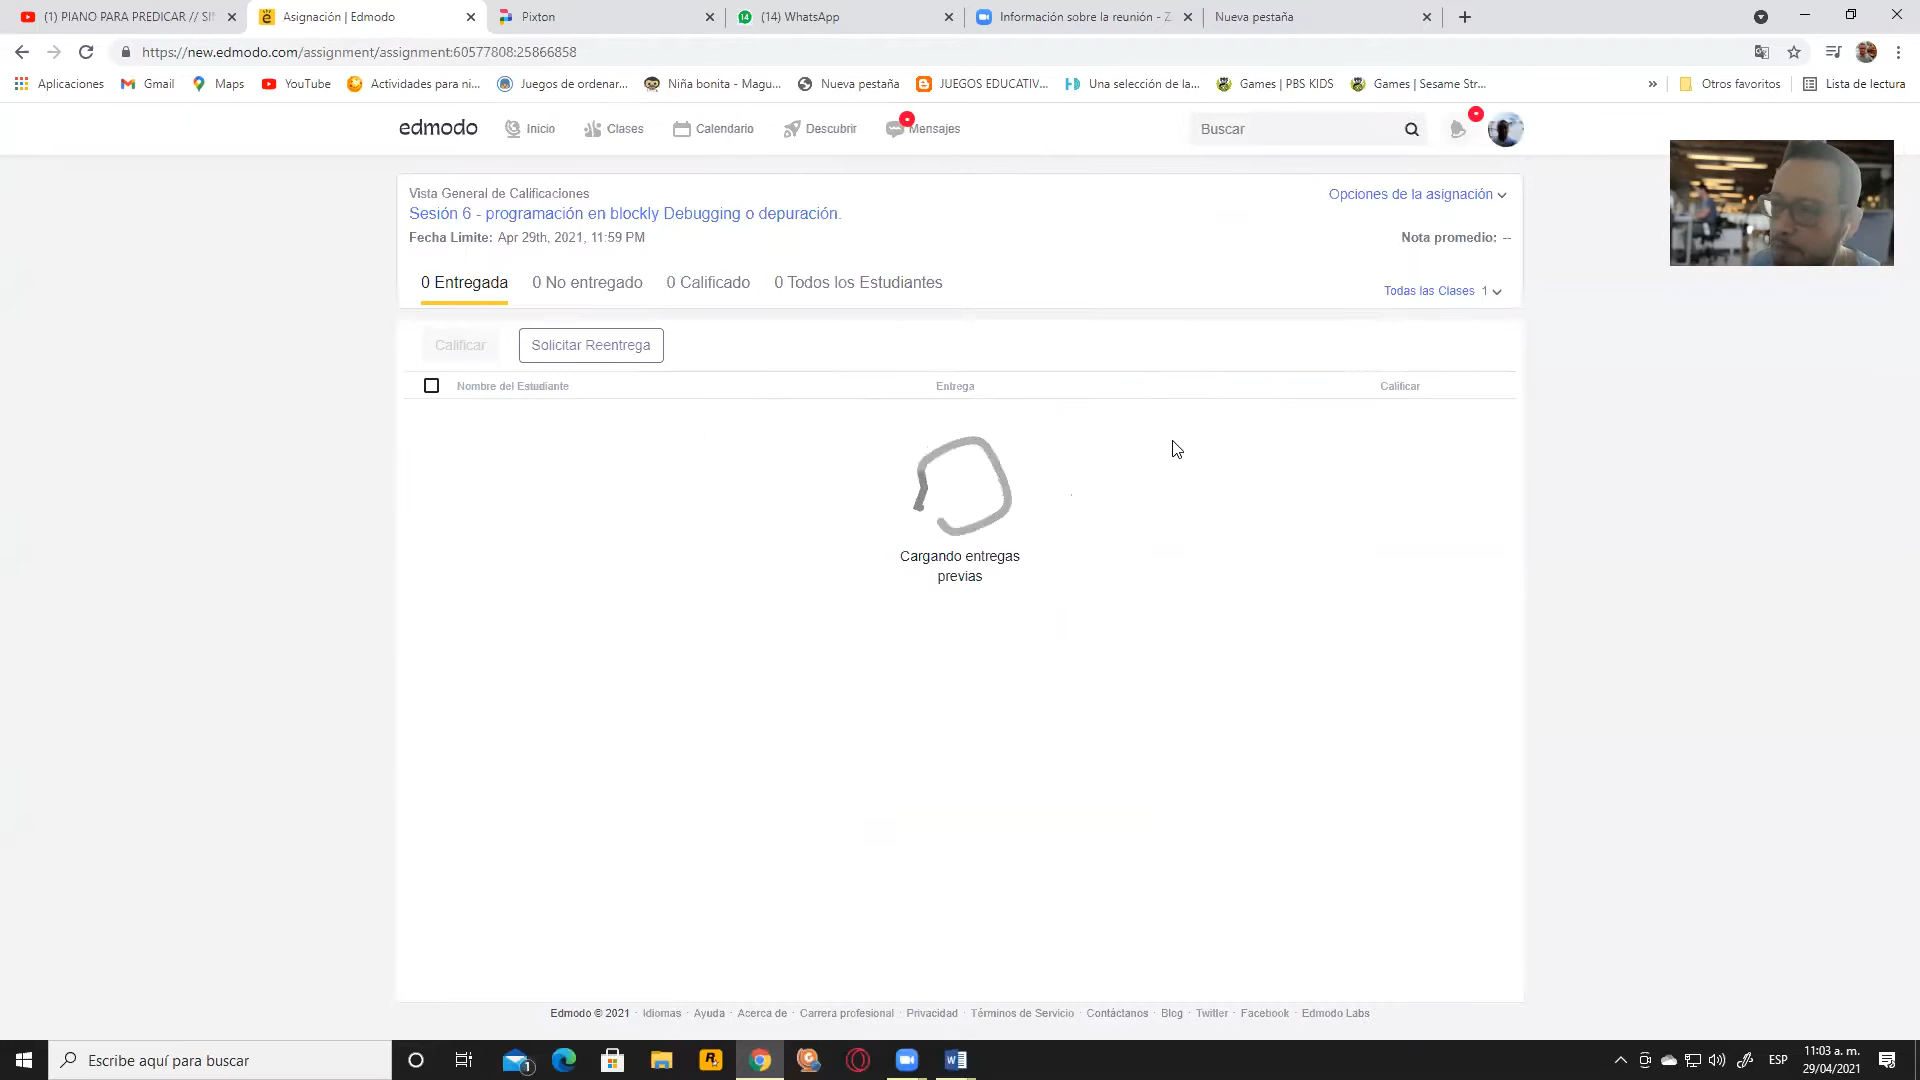 (1) PIANO PARA PREDICAR // SI
Asignación | Edmodo
Pixton
(14) WhatsApp
Información sobre la reunión - Z
Nueva pestaña
https://new.edmodo.com/assignment/assignment:60577808:25866858
Aplicaciones
Gmail
Maps
YouTube
Actividades para ni...
Juegos de ordenar...
Niña bonita - Magu...
Nueva pestaña
JUEGOS EDUCATIV...
Una selección de la...
Games | PBS KIDS
Games | Sesame Str...
»
Otros favoritos
Lista de lectura
edmodo
Inicio
Clases
Calendario
Descubrir
Mensajes
Buscar
Vista General de Calificaciones
Opciones de la asignación
Sesión 6 - programación en blockly Debugging o depuración.
Fecha Limite: Apr 29th, 2021, 11:59 PM
Nota promedio: --
0 Entregada
0 No entregado
0 Calificado
0 Todos los Estudiantes
Todas las Clases 1
Calificar
Solicitar Reentrega
Nombre del Estudiante
Entrega
Calificar
Cargando entregas
previas
Edmodo © 2021 · Idiomas · Ayuda · Acerca de · Carrera profesional · Privacidad · Términos de Servicio · Contáctanos · Blog · Twitter · Facebook · Edmodo Labs
Escribe aquí para buscar
1
ESP
11:03 a. m.
29/04/2021